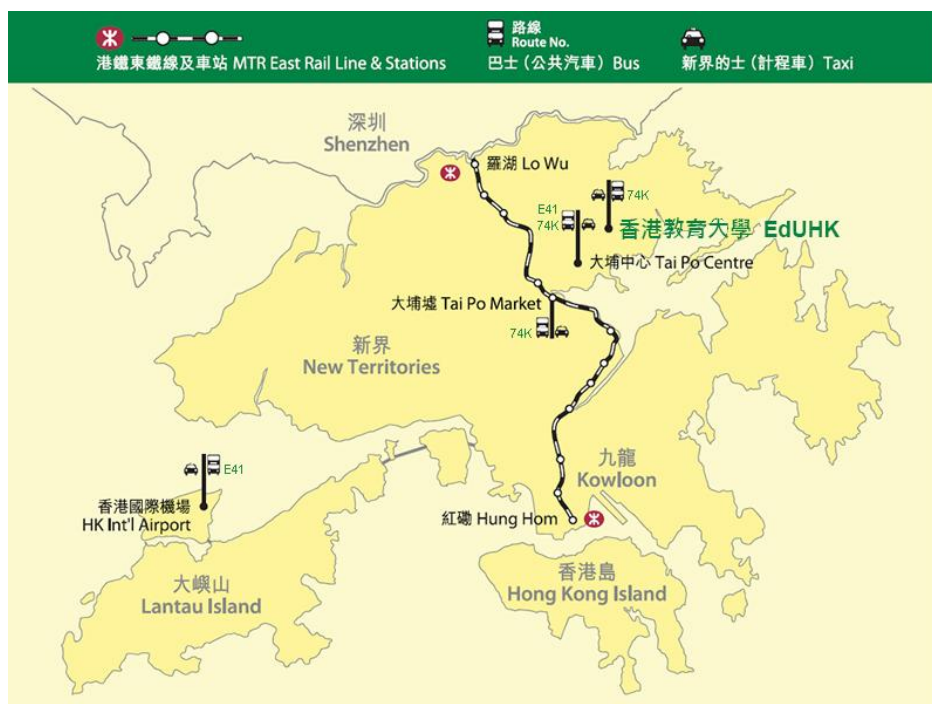 港鐵東鐵線及車站 MTR East Rail Line & Stations
路線
Route No.
巴士（公共汽車）Bus
新界的士（計程車）Taxi
深圳
Shenzhen
羅湖 Lo Wu
74K
E41
74K
香港教育大學 EdUHK
大埔中心 Tai Po Centre
大埔墟 Tai Po Market
74K
新界
New Territories
E41
九龍
Kowloon
香港國際機場
HK Int'l Airport
紅磡 Hung Hom
大嶼山
Lantau Island
香港島
Hong Kong Island